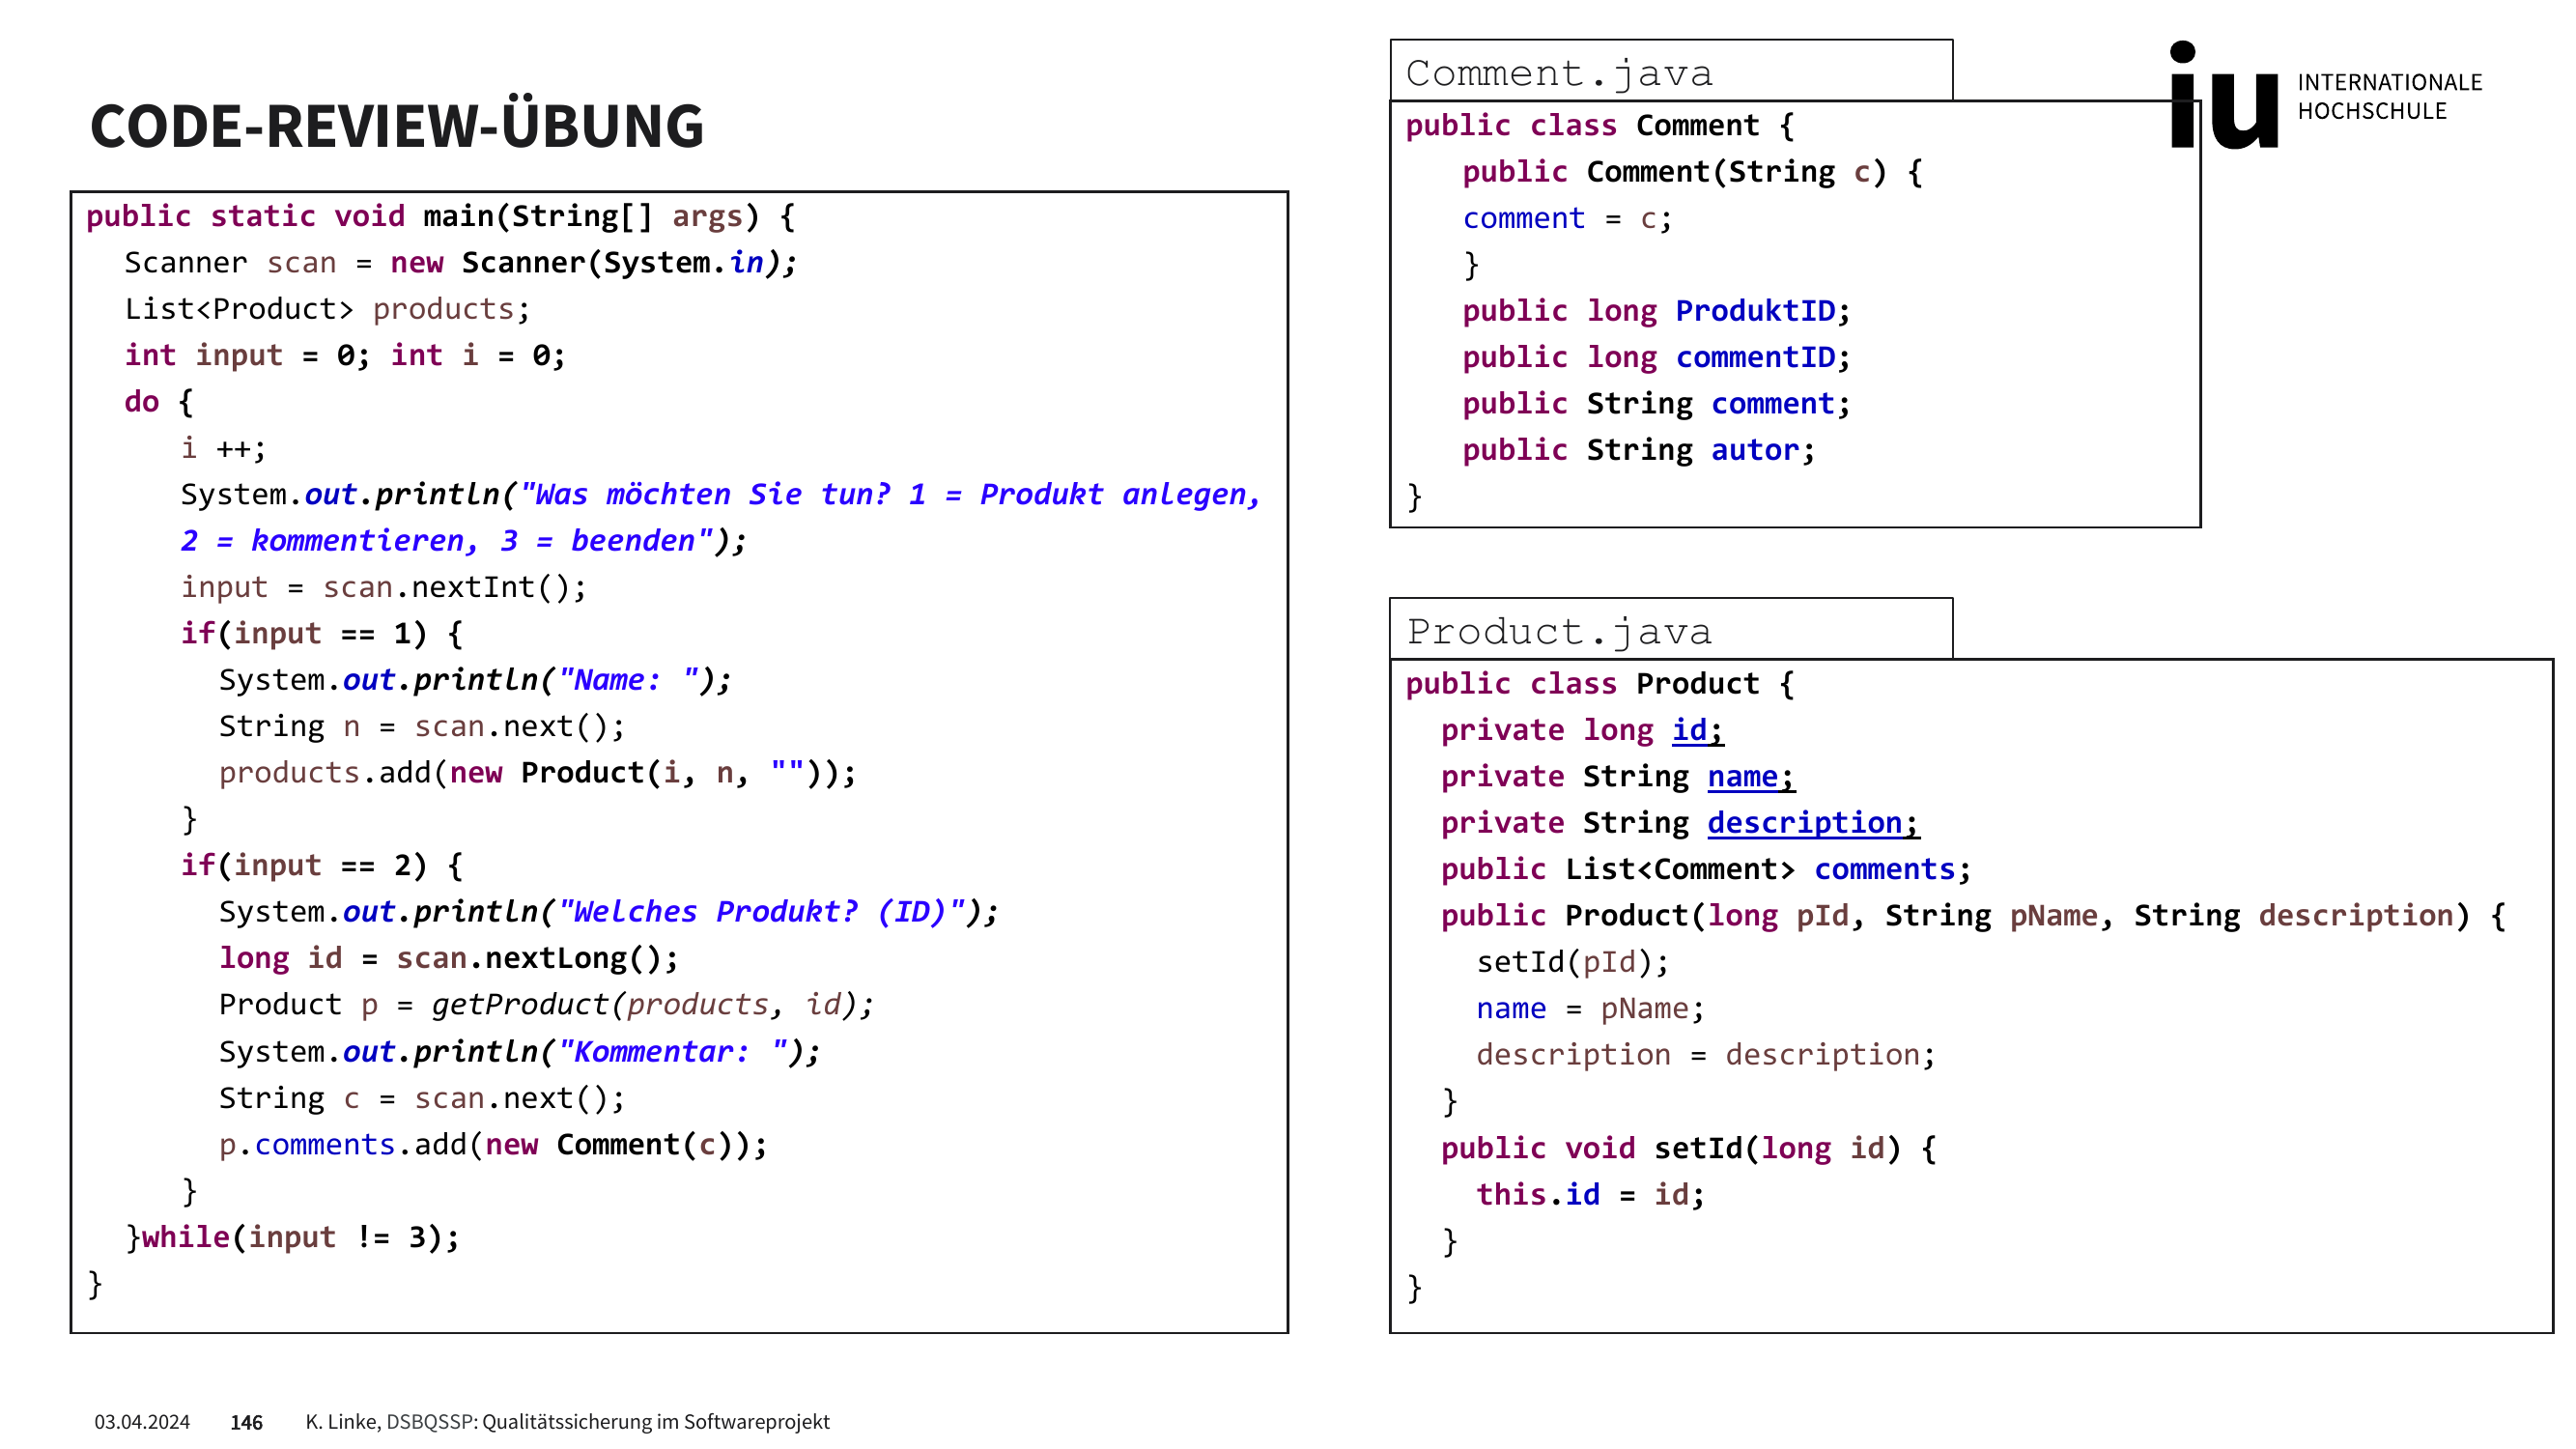 CODE-REVIEW-ÜBUNG
public static void main(String[] args) {
Scanner scan = new Scanner(System.in);
List<Product> products;
int input = 0; int i = 0;
do {
i ++;
System.out.println("Was möchten Sie tun? 1 = Produkt anlegen,
2 = kommentieren, 3 = beenden");
input = scan.nextInt();
if(input == 1) {
System.out.println("Name: ");
String n = scan.next();
products.add(new Product(i, n, ""));
}
if(input == 2) {
System.out.println("Welches Produkt? (ID)");
long id = scan.nextLong();
Product p = getProduct(products, id);
System.out.println("Kommentar: ");
String c = scan.next();
p.comments.add(new Comment(c));
}
}while(input != 3);
}
Comment.java
public class Comment {
public Comment(String c) {
comment = c;
}
public long ProduktID;
public long commentID;
public String comment;
public String autor;
}
iu INTERNATIONALE
HOCHSCHULE
Product.java
public class Product {
private long id;
private String name;
private String description;
public List<Comment> comments;
public Product(long pId, String pName, String description) {
setId(pId);
name = pName;
description = description;
}
public void setId(long id) {
this.id = id;
}
}
03.04.2024 146 K. Linke, DSBQSSP: Qualitätssicherung im Softwareprojekt